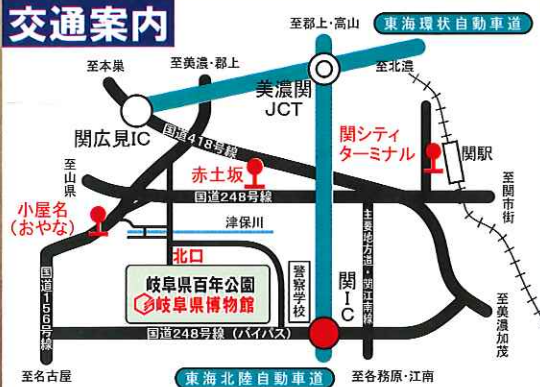 交通案内
至郡上・高山
東海環状自動車道
至本巣
至美濃・郡上
美濃関
JCT
至北濃
関広見IC
国道418号線
関シティ
ターミナル
関駅
至山県
赤土坂
国道248号線
至関市街
小屋名
(おやな)
津保川
北口
主要地方道・関江南線
岐阜県百年公園
岐阜県博物館
警察学校
関IC
国道156号線
国道248号線(バイパス)
至美濃加茂
至名古屋
東海北陸自動車道
至各務原・江南